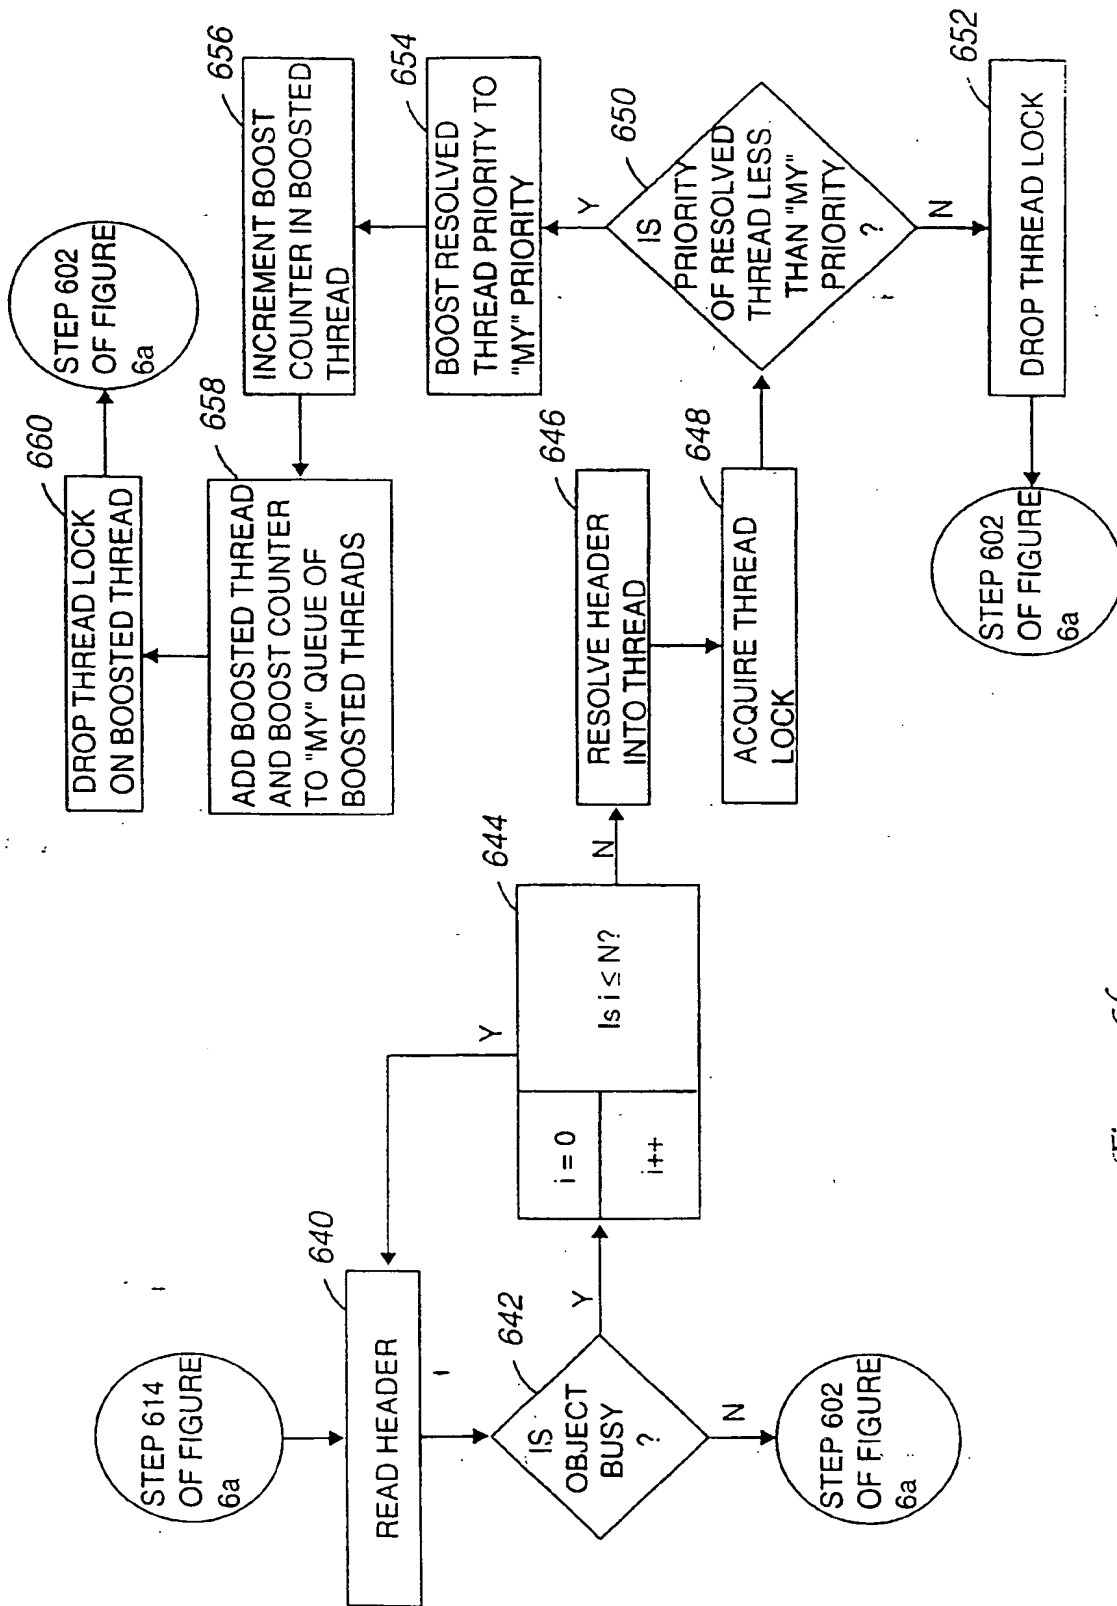 STEP 614
OF FIGURE
6a
640
READ HEADER
642
IS
OBJECT
BUSY
?
Y
N
STEP 602
OF FIGURE
6a
644
i = 0
i++
Is i ≤ N?
Y
N
646
RESOLVE HEADER
INTO THREAD
648
ACQUIRE THREAD
LOCK
650
IS
PRIORITY
OF RESOLVED
THREAD LESS
THAN "MY"
PRIORITY
?
Y
N
652
DROP THREAD LOCK
STEP 602
OF FIGURE
6a
654
BOOST RESOLVED
THREAD PRIORITY TO
"MY" PRIORITY
656
INCREMENT BOOST
COUNTER IN BOOSTED
THREAD
658
ADD BOOSTED THREAD
AND BOOST COUNTER
TO "MY" QUEUE OF
BOOSTED THREADS
660
DROP THREAD LOCK
ON BOOSTED THREAD
STEP 602
OF FIGURE
6a